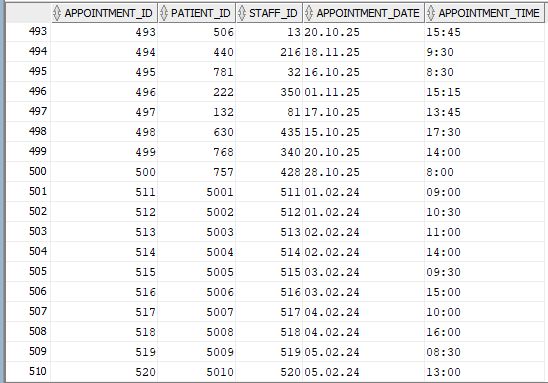 APPOINTMENT_ID PATIENT_ID STAFF_ID APPOINTMENT_DATE APPOINTMENT_TIME
493 493 506 13 20.10.25 15:45
494 494 440 216 18.11.25 9:30
495 495 781 32 16.10.25 8:30
496 496 222 350 01.11.25 15:15
497 497 132 81 17.10.25 13:45
498 498 630 435 15.10.25 17:30
499 499 768 340 20.10.25 14:00
500 500 757 428 28.10.25 8:00
501 511 5001 511 01.02.24 09:00
502 512 5002 512 01.02.24 10:30
503 513 5003 513 02.02.24 11:00
504 514 5004 514 02.02.24 14:00
505 515 5005 515 03.02.24 09:30
506 516 5006 516 03.02.24 15:00
507 517 5007 517 04.02.24 10:00
508 518 5008 518 04.02.24 16:00
509 519 5009 519 05.02.24 08:30
510 520 5010 520 05.02.24 13:00